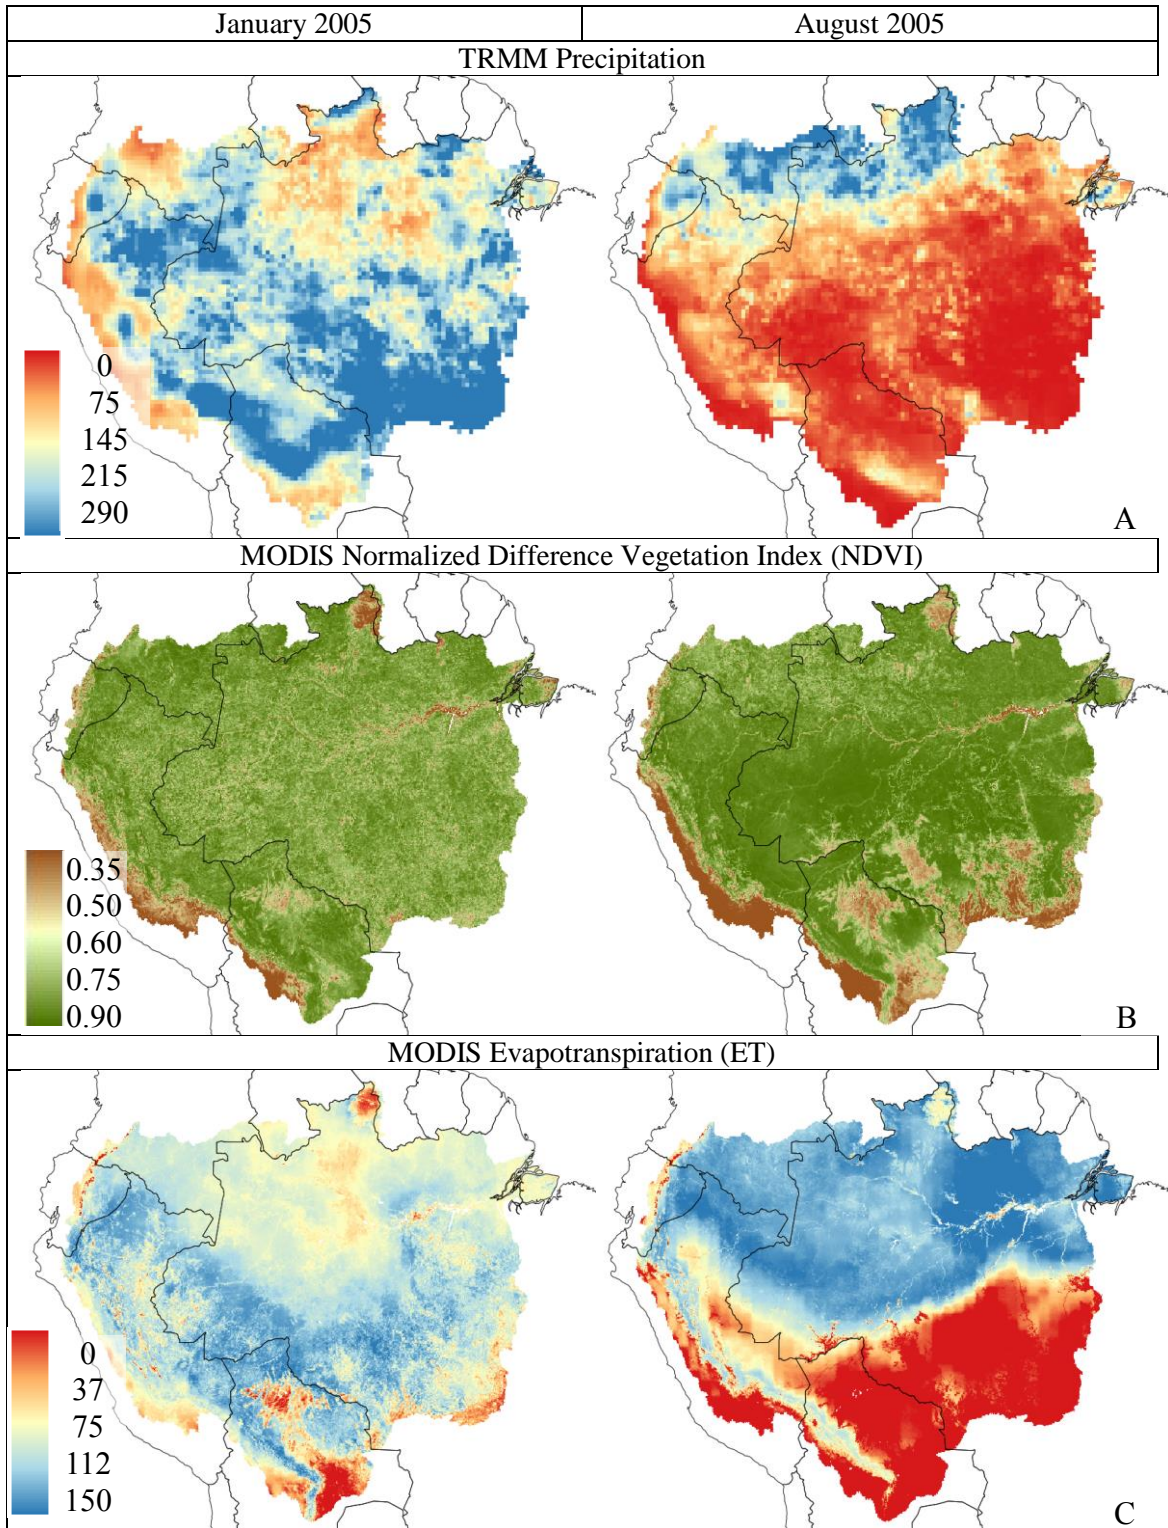 January 2005 August 2005
TRMM Precipitation
0
75
145
215
290
A
MODIS Normalized Difference Vegetation Index (NDVI)
0.35
0.50
0.60
0.75
0.90
B
MODIS Evapotranspiration (ET)
0
37
75
112
150
C